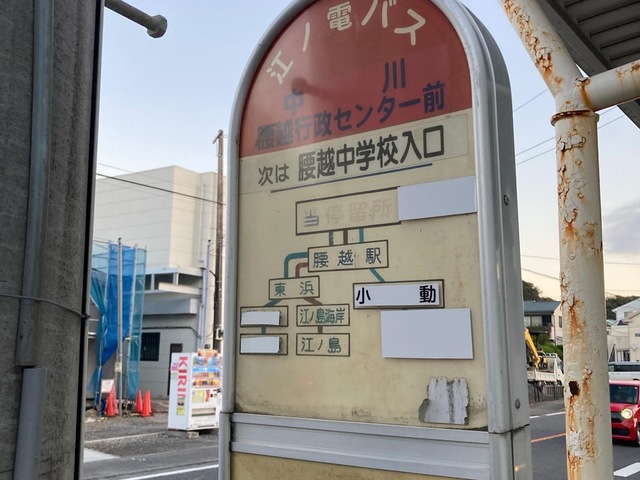 江ノ電バス
中川
腰越行政センター前
次は 腰越中学校入口
当停留所
腰越駅
東浜
小動
江ノ島海岸
江ノ島
KIRIN